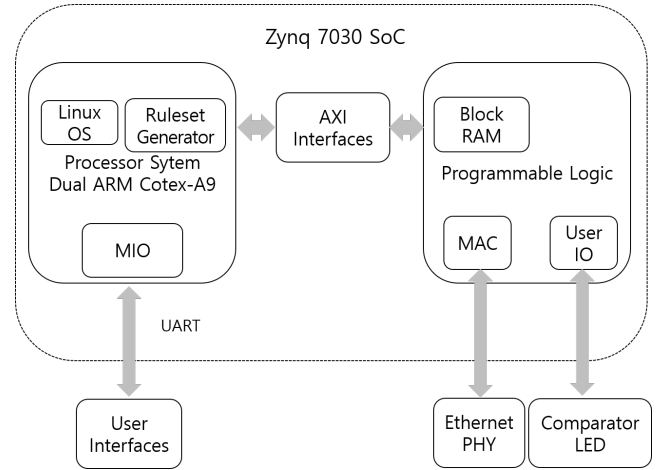 Zynq 7030 SoC
Linux
OS
Ruleset
Generator
Processor Sytem
Dual ARM Cotex-A9
MIO
AXI
Interfaces
Block
RAM
Programmable Logic
MAC
User
IO
UART
User
Interfaces
Ethernet
PHY
Comparator
LED